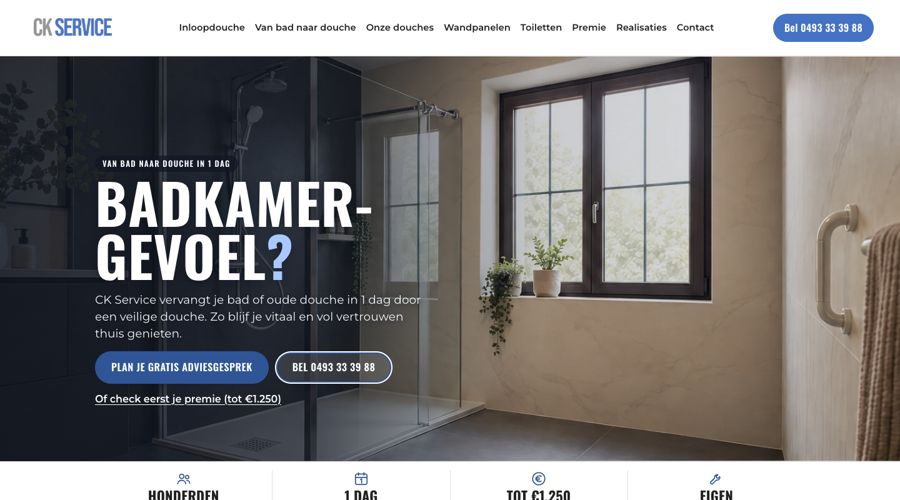 CK SERVICE
Inloopdouche Van bad naar douche Onze douches Wandpanelen Toiletten Premie Realisaties Contact
Bel 0493 33 39 88
VAN BAD NAAR DOUCHE IN 1 DAG
BADKAMER-
GEVOEL?
CK Service vervangt je bad of oude douche in 1 dag door
een veilige douche. Zo blijf je vitaal en vol vertrouwen
thuis genieten.
PLAN JE GRATIS ADVIESGESPREK
BEL 0493 33 39 88
Of check eerst je premie (tot €1.250)
HONDERDEN
1 DAG
TOT €1.250
EIGEN